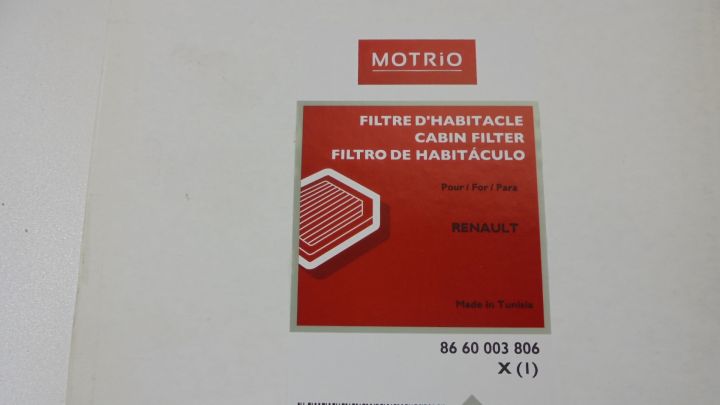 MOTRiO
FILTRE D'HABITACLE
CABIN FILTER
FILTRO DE HABITÁCULO
Pour / For / Para
RENAULT
Made in Tunisia
86 60 003 806
X (1)